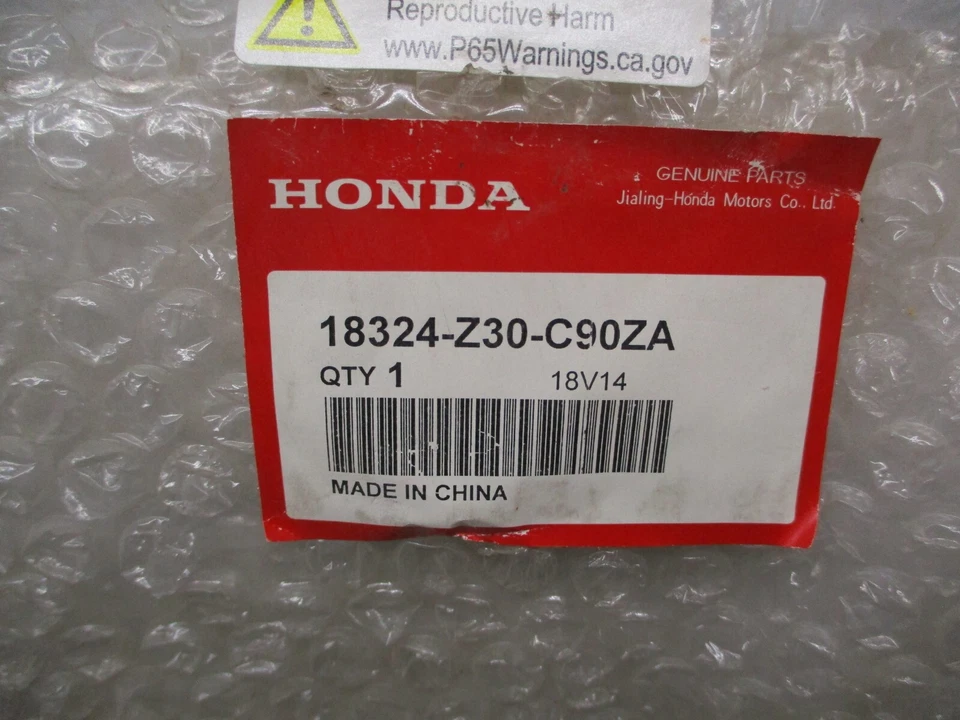 Reproductive Harm
www.P65Warnings.ca.gov
HONDA
GENUINE PARTS
Jialing-Honda Motors Co., Ltd.
18324-Z30-C90ZA
QTY 1 18V14
MADE IN CHINA